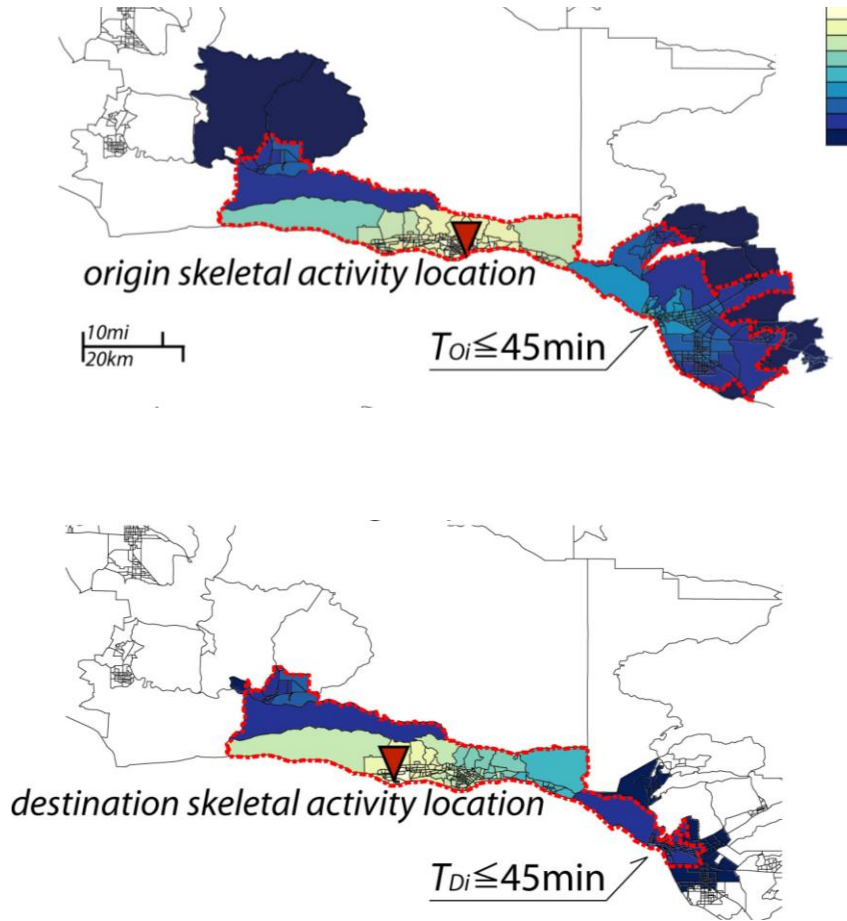 origin skeletal activity location
10mi
20km
TOi≦45min
destination skeletal activity location
TDi≦45min